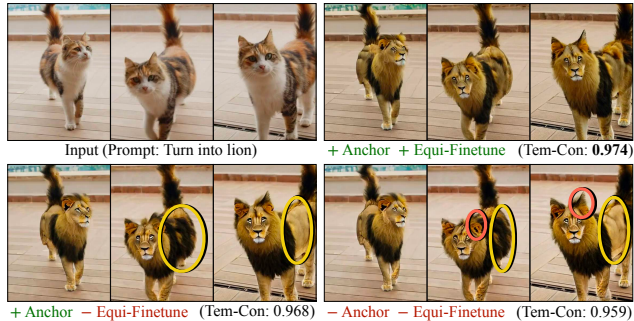 Input (Prompt: Turn into lion)
+ Anchor + Equi-Finetune (Tem-Con: 0.974)
+ Anchor − Equi-Finetune (Tem-Con: 0.968)
− Anchor − Equi-Finetune (Tem-Con: 0.959)